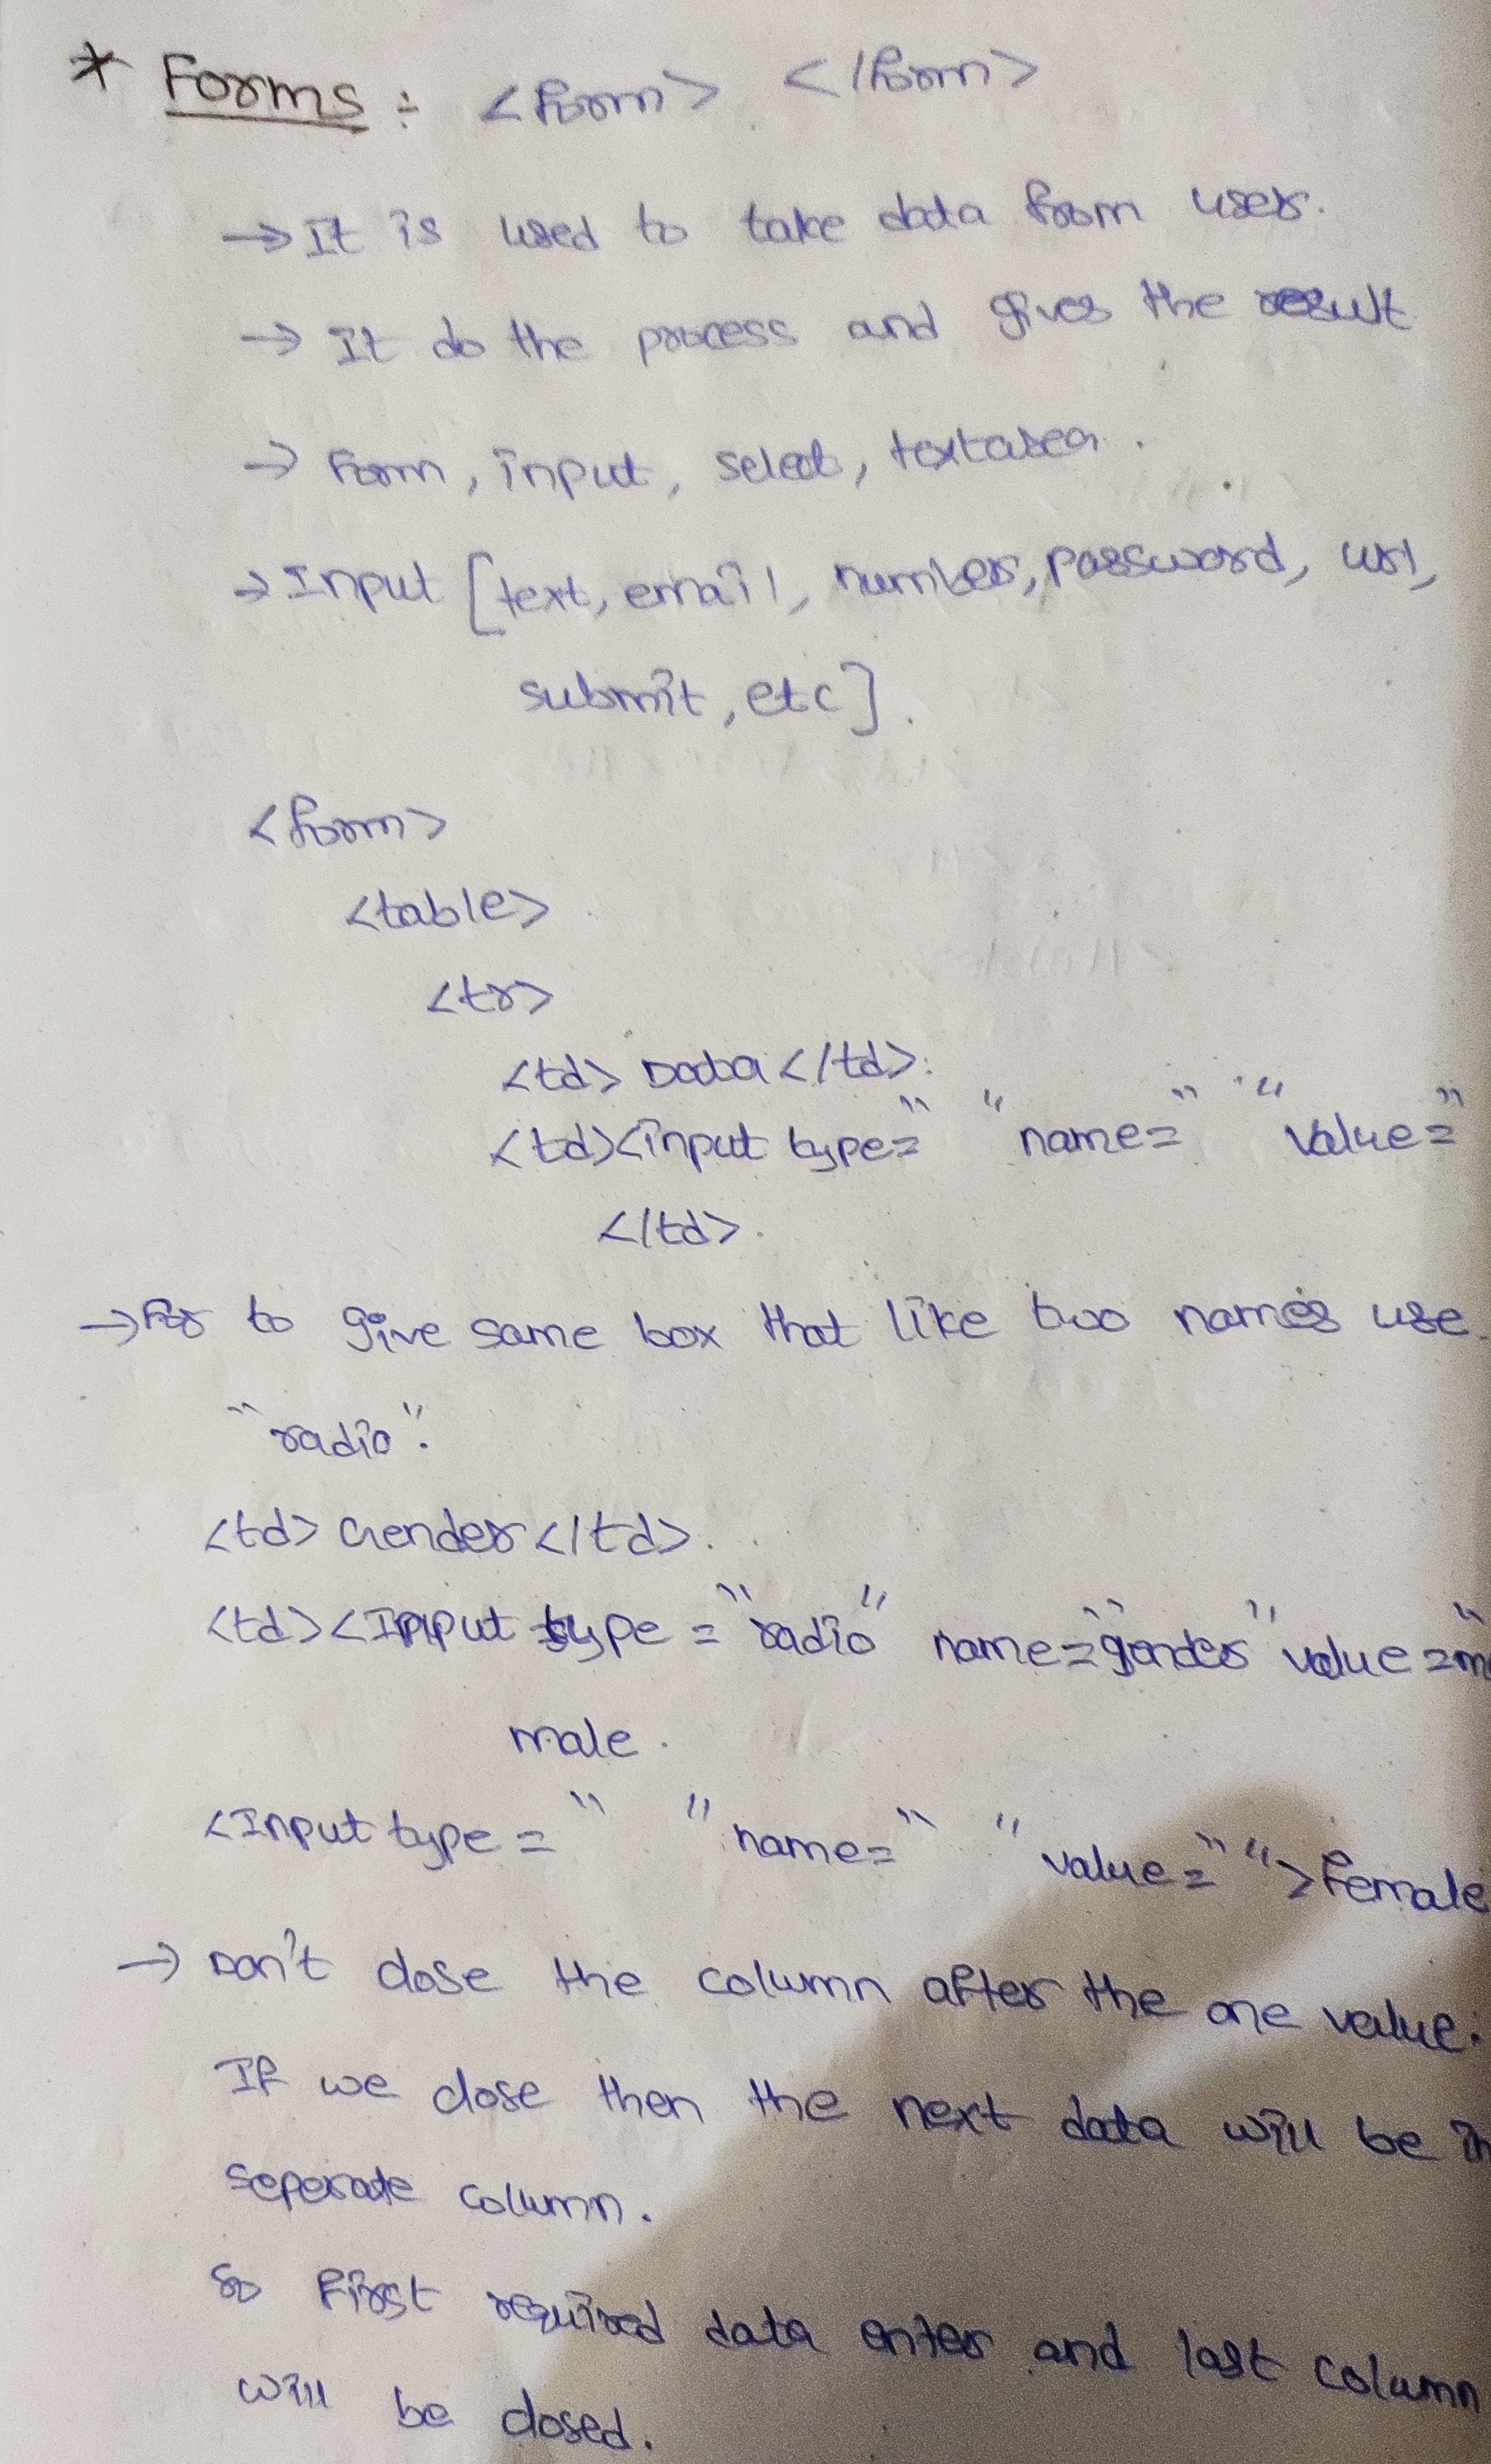 * Forms : <form> </form>
→ It is used to take data from user.
→ It do the process and gives the result
→ Form, input, select, textarea.
→ Input [text, email, number, password, url,
submit, etc].
<form>
<table>
<tr>
<td> Data </td>.
<td><input type=" " name=" " value="
</td>.
→ For to give same box that like two names use
"radio".
<td> Gender </td>.
<td><Input type = "radio" name="gender" value="m
male.
<Input type = " " name=" " value=" "> Female
→ Don't close the column after the one value.
If we close then the next data will be in
seperate column.
So first required data enter and last column
will be closed.